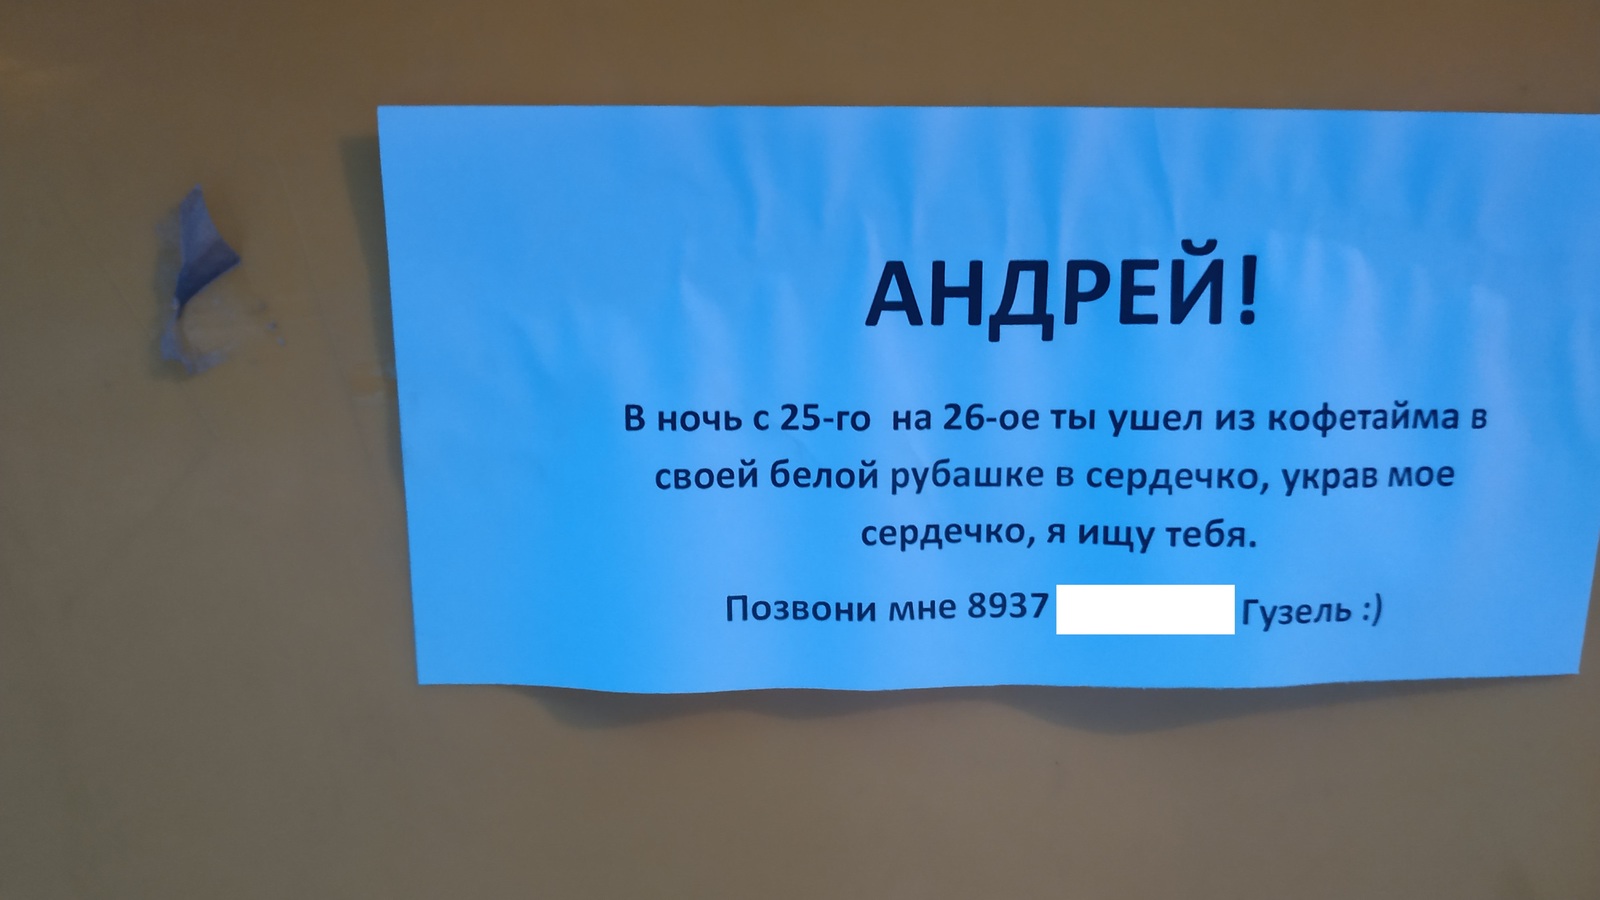 АНДРЕЙ!
В ночь с 25-го на 26-ое ты ушел из кофетайма в
своей белой рубашке в сердечко, украв мое
сердечко, я ищу тебя.
Позвони мне 8937 Гузель :)